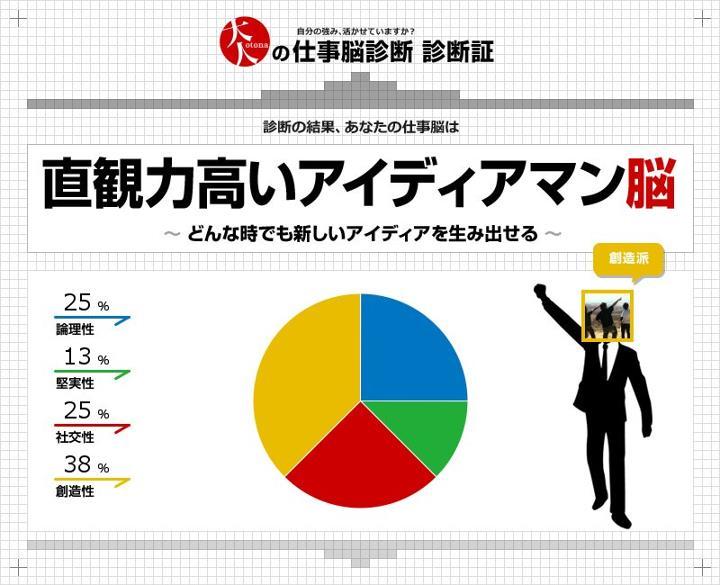 自分の強み、活かせていますか?
大人 otona の仕事脳診断 診断証
診断の結果、あなたの仕事脳は
直観力高いアイディアマン脳
~ どんな時でも新しいアイディアを生み出せる ~
創造派
25 %
論理性
13 %
堅実性
25 %
社交性
38 %
創造性